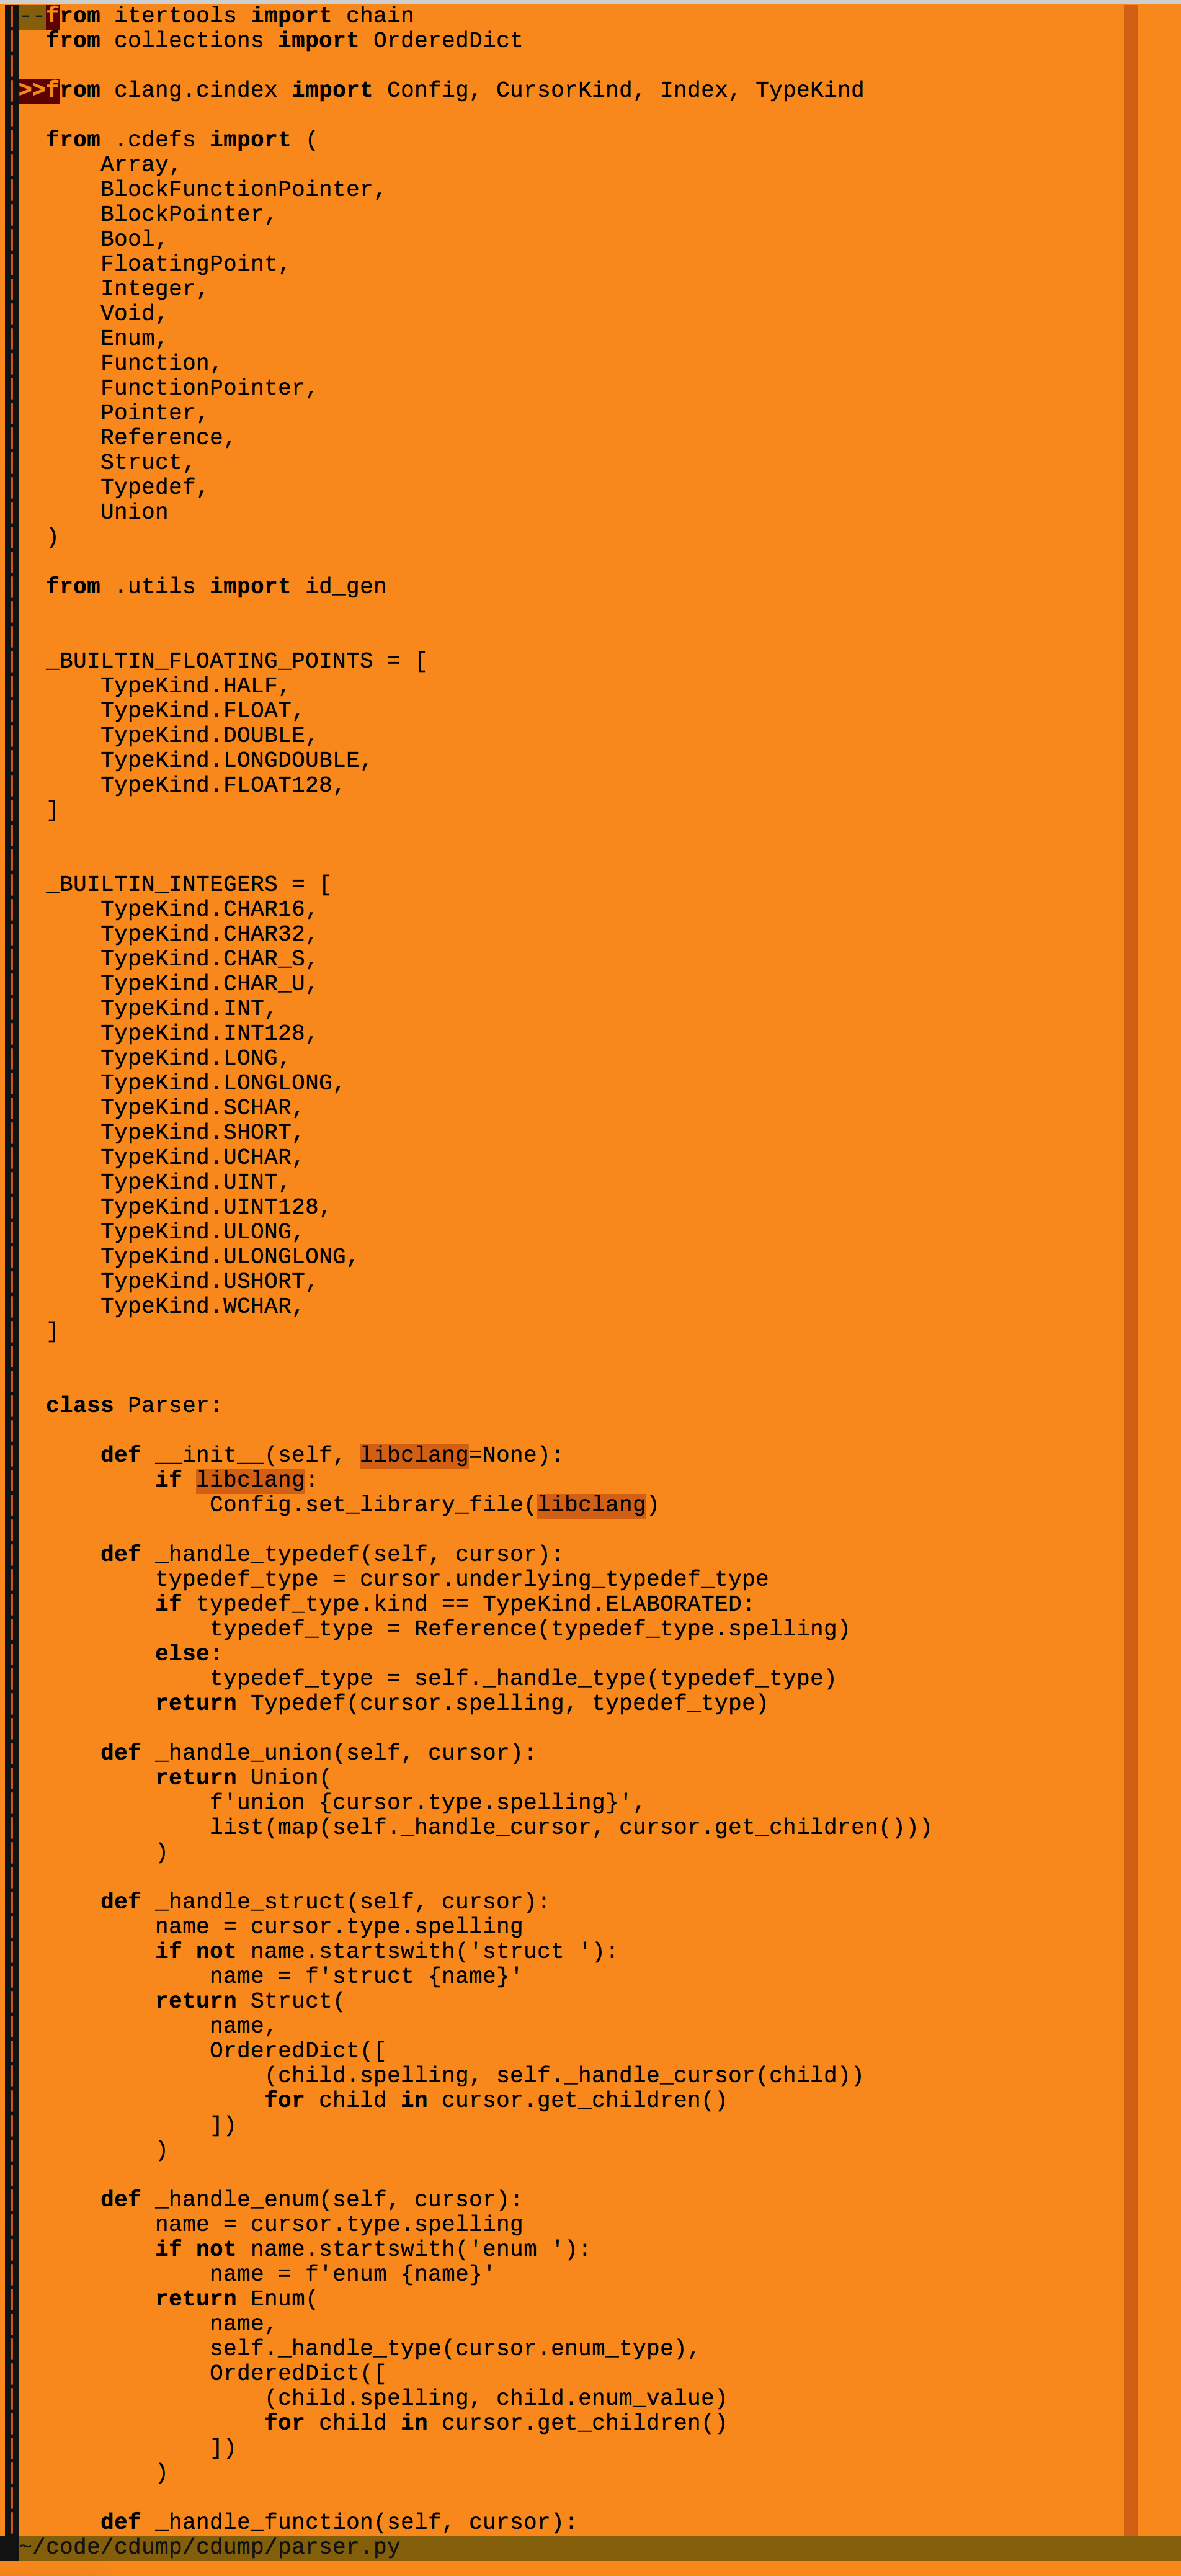 --from itertools import chain
from collections import OrderedDict
>>from clang.cindex import Config, CursorKind, Index, TypeKind
from .cdefs import (
    Array,
    BlockFunctionPointer,
    BlockPointer,
    Bool,
    FloatingPoint,
    Integer,
    Void,
    Enum,
    Function,
    FunctionPointer,
    Pointer,
    Reference,
    Struct,
    Typedef,
    Union
)
from .utils import id_gen
_BUILTIN_FLOATING_POINTS = [
    TypeKind.HALF,
    TypeKind.FLOAT,
    TypeKind.DOUBLE,
    TypeKind.LONGDOUBLE,
    TypeKind.FLOAT128,
]
_BUILTIN_INTEGERS = [
    TypeKind.CHAR16,
    TypeKind.CHAR32,
    TypeKind.CHAR_S,
    TypeKind.CHAR_U,
    TypeKind.INT,
    TypeKind.INT128,
    TypeKind.LONG,
    TypeKind.LONGLONG,
    TypeKind.SCHAR,
    TypeKind.SHORT,
    TypeKind.UCHAR,
    TypeKind.UINT,
    TypeKind.UINT128,
    TypeKind.ULONG,
    TypeKind.ULONGLONG,
    TypeKind.USHORT,
    TypeKind.WCHAR,
]
class Parser:
    def __init__(self, libclang=None):
        if libclang:
            Config.set_library_file(libclang)
    def _handle_typedef(self, cursor):
        typedef_type = cursor.underlying_typedef_type
        if typedef_type.kind == TypeKind.ELABORATED:
            typedef_type = Reference(typedef_type.spelling)
        else:
            typedef_type = self._handle_type(typedef_type)
        return Typedef(cursor.spelling, typedef_type)
    def _handle_union(self, cursor):
        return Union(
            f'union {cursor.type.spelling}',
            list(map(self._handle_cursor, cursor.get_children()))
        )
    def _handle_struct(self, cursor):
        name = cursor.type.spelling
        if not name.startswith('struct '):
            name = f'struct {name}'
        return Struct(
            name,
            OrderedDict([
                (child.spelling, self._handle_cursor(child))
                for child in cursor.get_children()
            ])
        )
    def _handle_enum(self, cursor):
        name = cursor.type.spelling
        if not name.startswith('enum '):
            name = f'enum {name}'
        return Enum(
            name,
            self._handle_type(cursor.enum_type),
            OrderedDict([
                (child.spelling, child.enum_value)
                for child in cursor.get_children()
            ])
        )
    def _handle_function(self, cursor):
~/code/cdump/cdump/parser.py